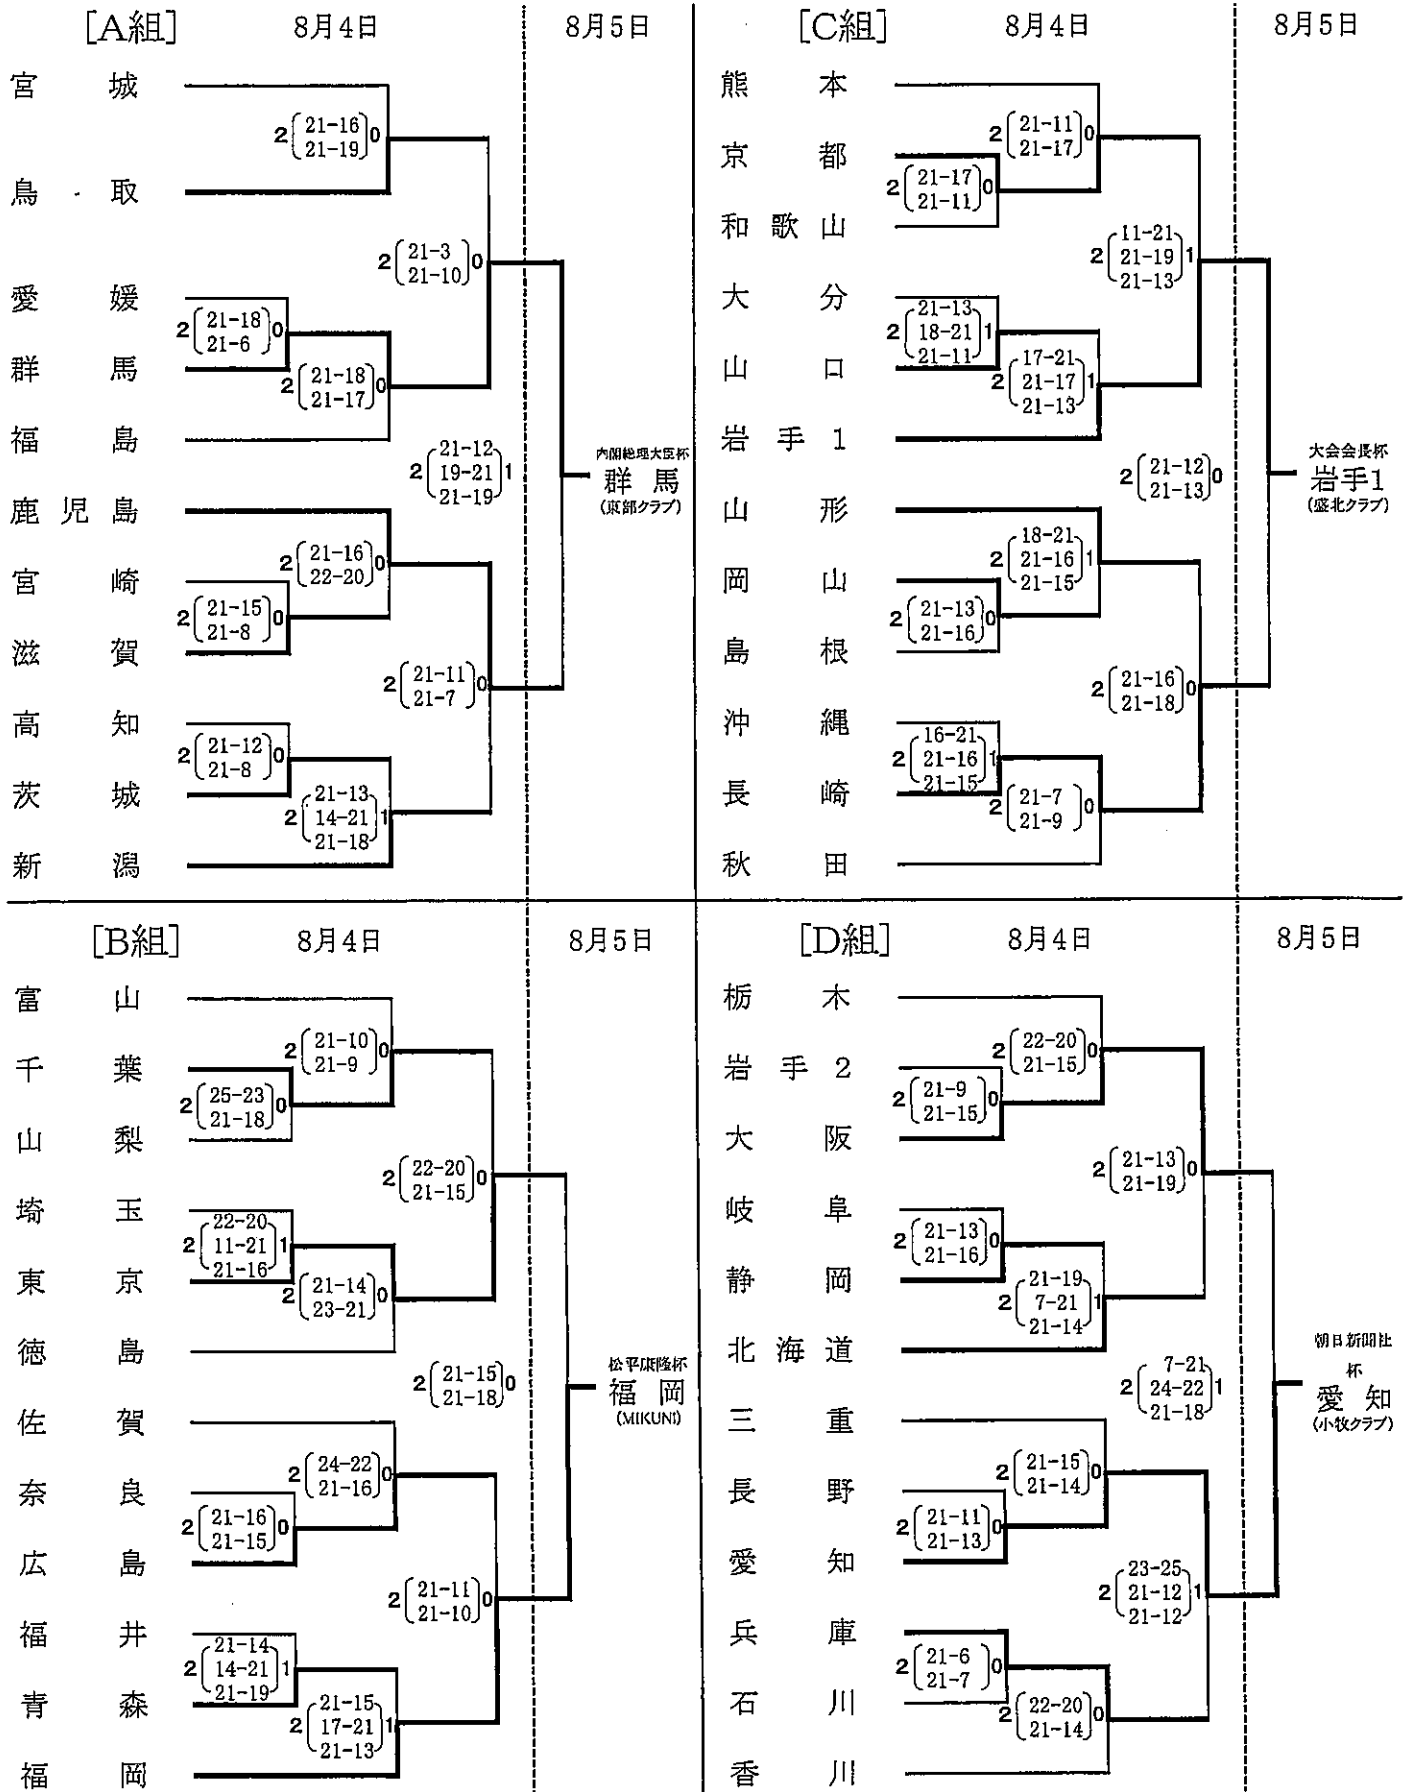 [A組] 8月4日 8月5日
宮城
2 21-16 0
21-19
鳥取
2 21-3 0
21-10
愛媛
2 21-18 0
21-6
群馬
2 21-18 0
21-17
福島
2 21-12 1
19-21
21-19
内閣総理大臣杯
群馬
(東部クラブ)
鹿児島
2 21-16 0
22-20
宮崎
2 21-15 0
21-8
滋賀
2 21-11 0
21-7
高知
2 21-12 0
21-8
茨城
2 21-13 1
14-21
21-18
新潟
[C組] 8月4日 8月5日
熊本
2 21-11 0
21-17
京都
2 21-17 0
21-11
和歌山
2 11-21 1
21-19
21-13
大分
2 21-13 1
18-21
21-11
山口
2 17-21 1
21-17
21-13
岩手1
2 21-12 0
21-13
大会会長杯
岩手1
(盛北クラブ)
山形
2 18-21 1
21-16
21-15
岡山
2 21-13 0
21-16
島根
2 21-16 0
21-18
沖縄
2 16-21 1
21-16
21-15
長崎
2 21-7 0
21-9
秋田
[B組] 8月4日 8月5日
富山
2 21-10 0
21-9
千葉
2 25-23 0
21-18
山梨
2 22-20 0
21-15
埼玉
2 22-20 1
11-21
21-16
東京
2 21-14 0
23-21
徳島
2 21-15 0
21-18
松平康隆杯
福岡
(MIKUNI)
佐賀
2 24-22 0
21-16
奈良
2 21-16 0
21-15
広島
2 21-11 0
21-10
福井
2 21-14 1
14-21
21-19
青森
2 21-15 1
17-21
21-13
福岡
[D組] 8月4日 8月5日
栃木
2 22-20 0
21-15
岩手2
2 21-9 0
21-15
大阪
2 21-13 0
21-19
岐阜
2 21-13 0
21-16
静岡
2 21-19 1
7-21
21-14
北海道
2 7-21 1
24-22
21-18
朝日新聞社
杯
愛知
(小牧クラブ)
三重
2 21-15 0
21-14
長野
2 21-11 0
21-13
愛知
2 23-25 1
21-12
21-12
兵庫
2 21-6 0
21-7
石川
2 22-20 0
21-14
香川